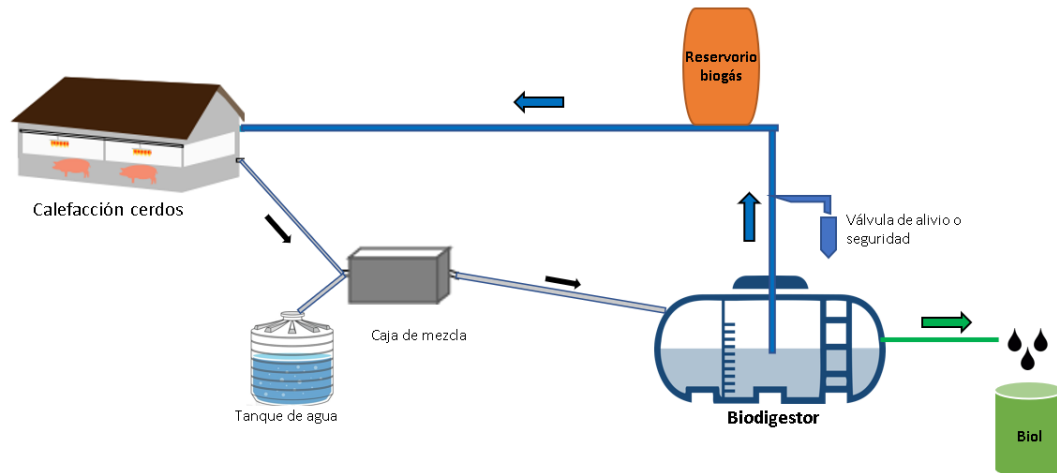 Reservorio
biogás
Calefacción cerdos
Válvula de alivio o
seguridad
Caja de mezcla
Tanque de agua
Biodigestor
Biol